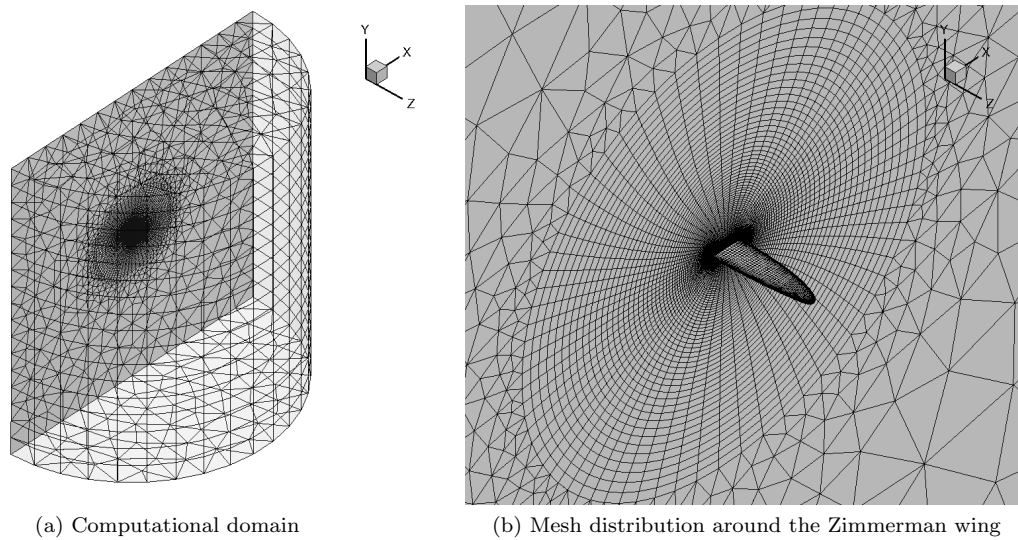 Y
X
Z
Y
X
Z
(a) Computational domain
(b) Mesh distribution around the Zimmerman wing